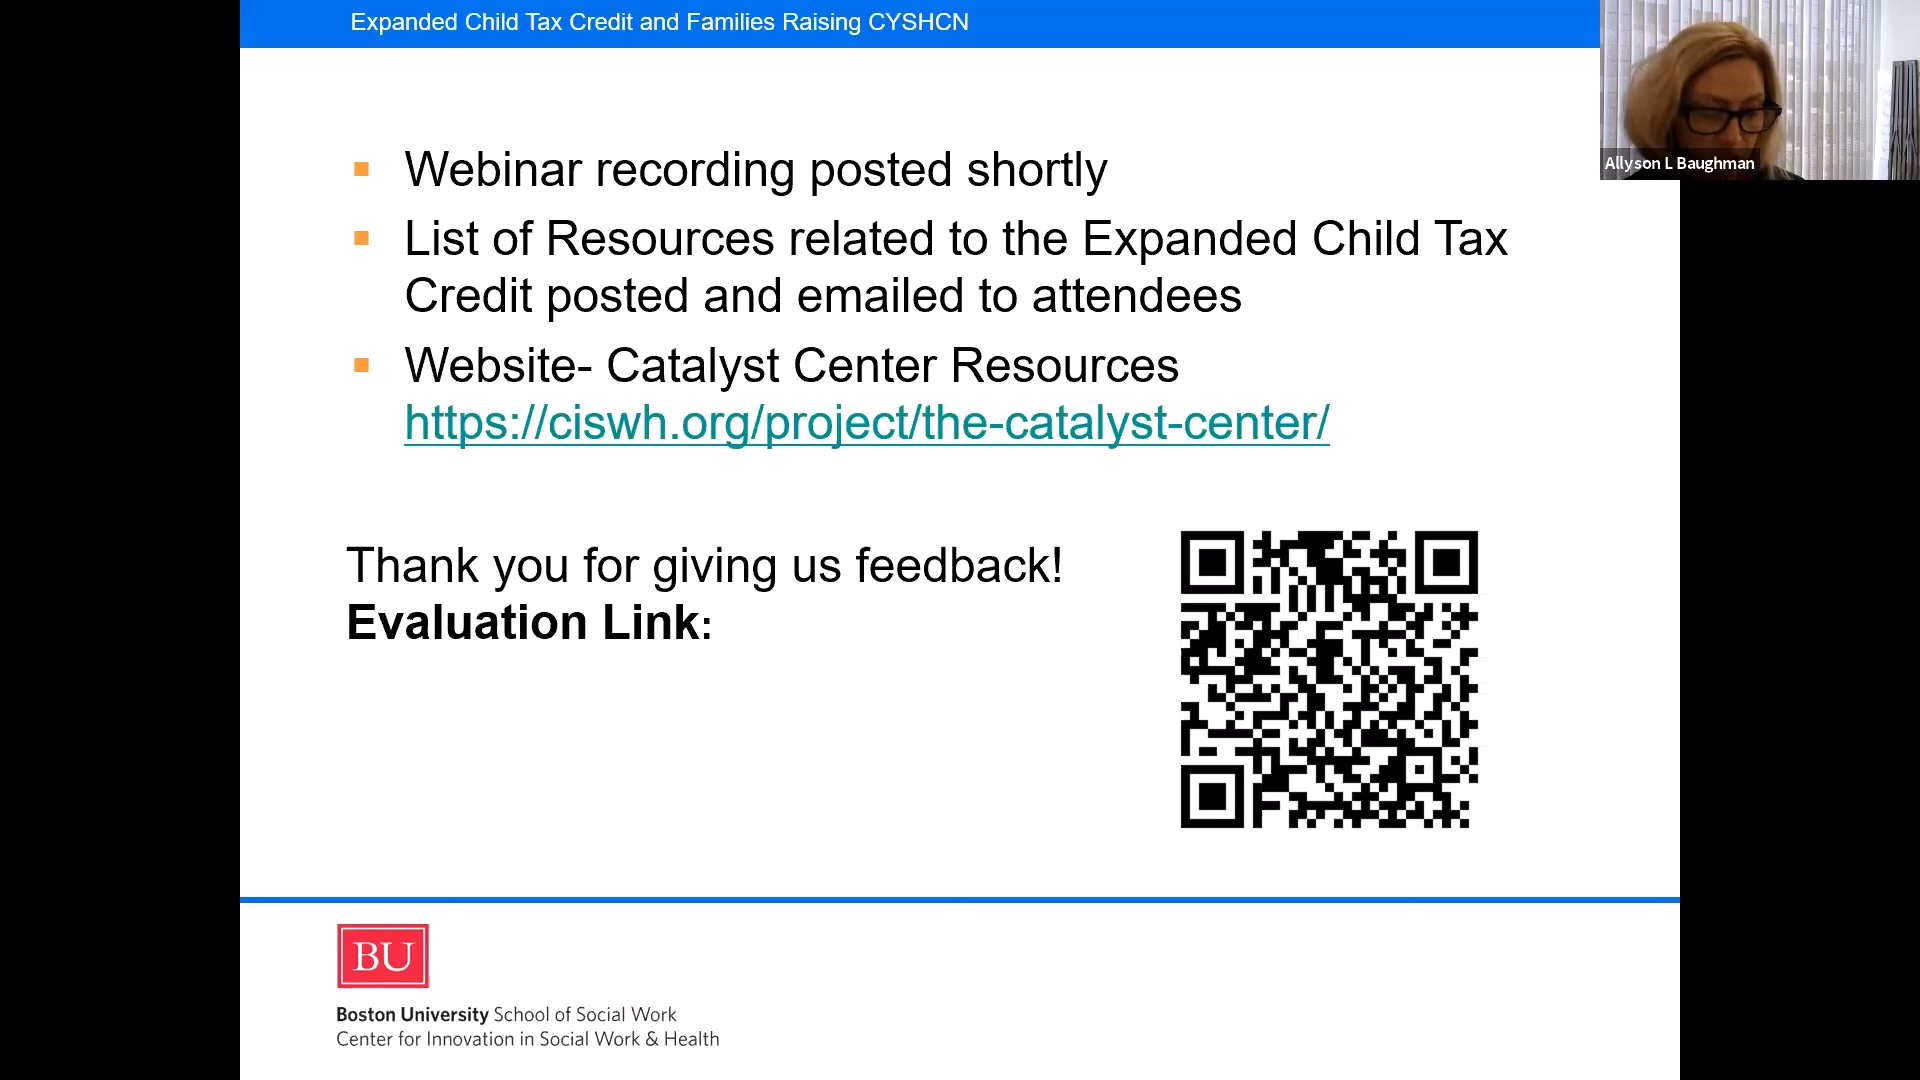 Expanded Child Tax Credit and Families Raising CYSHCN
Allyson L Baughman
Webinar recording posted shortly
List of Resources related to the Expanded Child Tax
Credit posted and emailed to attendees
Website- Catalyst Center Resources
https://ciswh.org/project/the-catalyst-center/
Thank you for giving us feedback!
Evaluation Link:
BU
Boston University School of Social Work
Center for Innovation in Social Work & Health